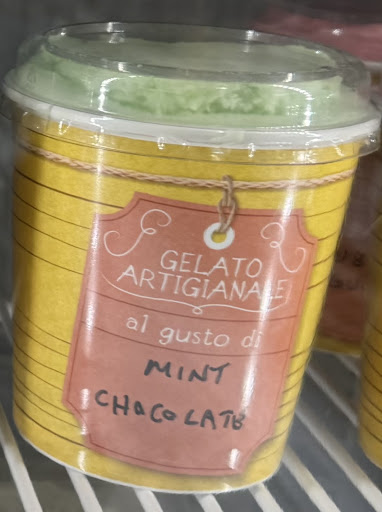 GELATO
ARTIGIANALE
al gusto di
MINT
CHOCOLATE